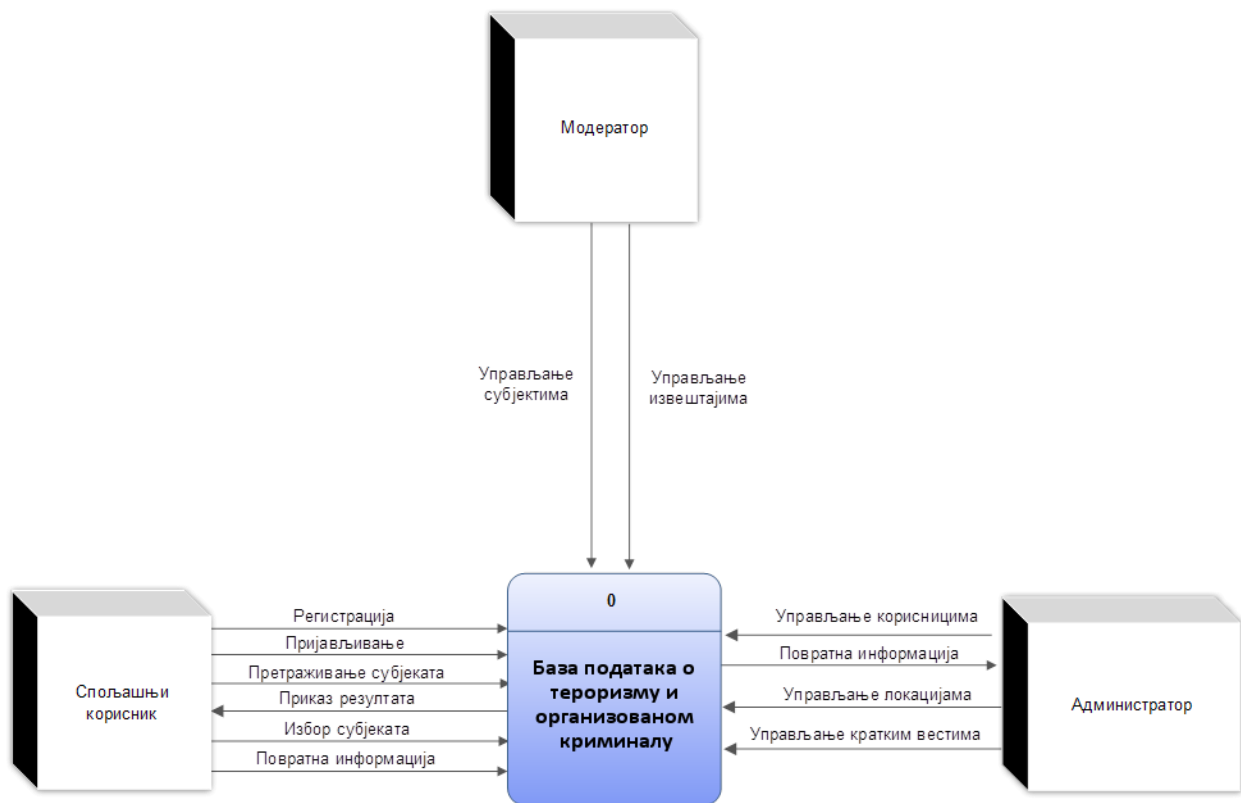 Модератор
Управљање
субјектима
Управљање
извештајима
0
База података о
тероризму и
организованом
криминалу
Спољашњи
корисник
Регистрација
Пријављивање
Претраживање субјеката
Приказ резултата
Избор субјеката
Повратна информација
Управљање корисницима
Повратна информација
Управљање локацијама
Управљање кратким вестима
Администратор